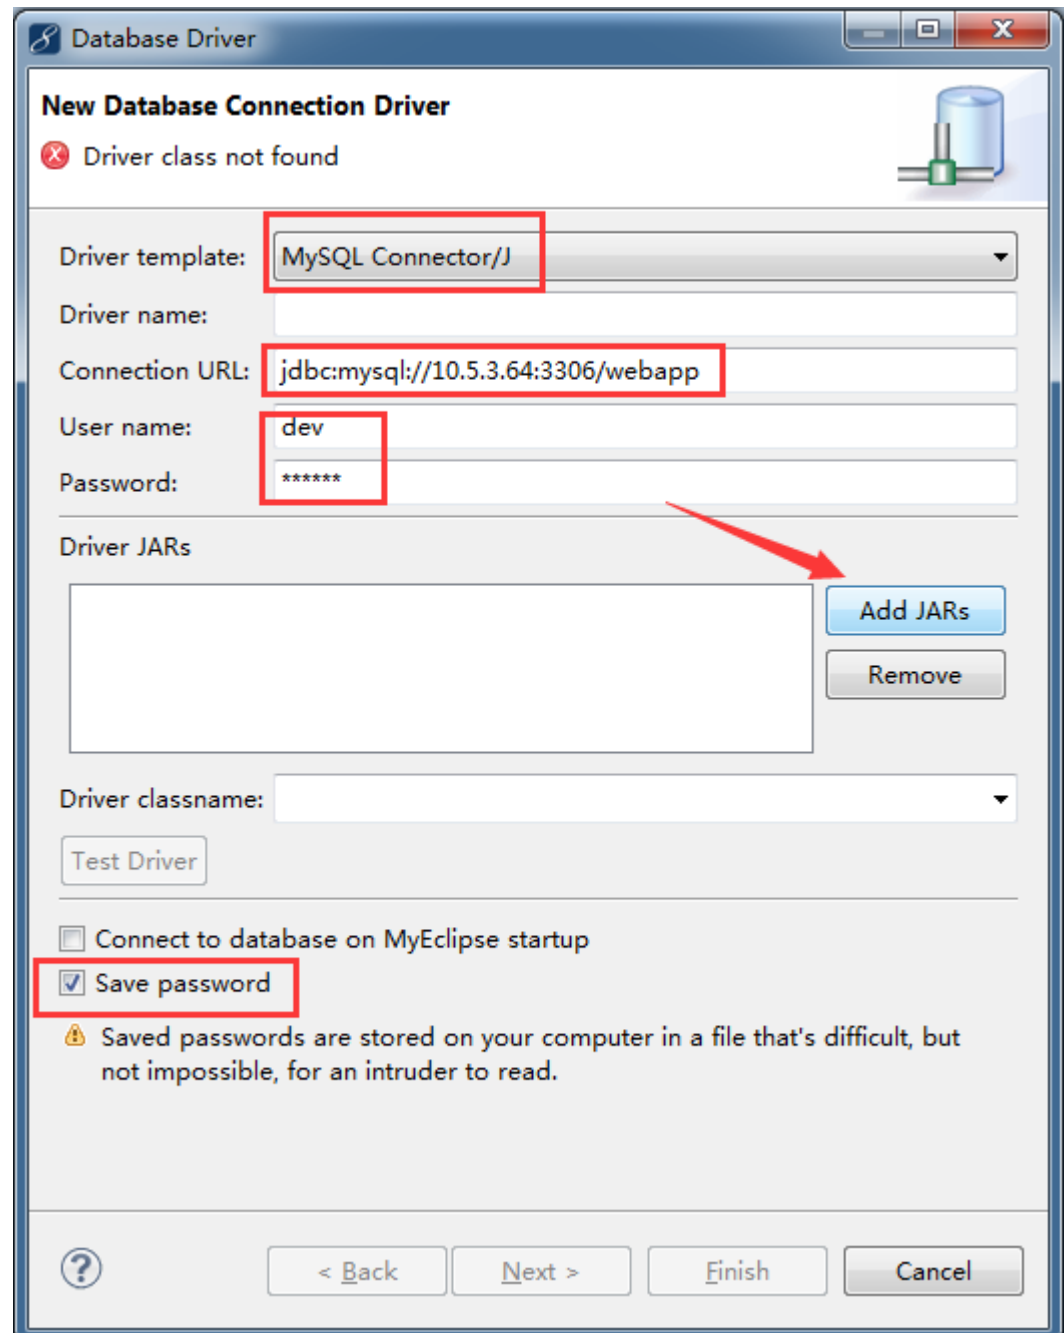 Database Driver
New Database Connection Driver
Driver class not found
Driver template: MySQL Connector/J
Driver name:
Connection URL: jdbc:mysql://10.5.3.64:3306/webapp
User name: dev
Password: ******
Driver JARs
Add JARs
Remove
Driver classname:
Test Driver
Connect to database on MyEclipse startup
Save password
Saved passwords are stored on your computer in a file that's difficult, but
not impossible, for an intruder to read.
< Back Next > Finish Cancel